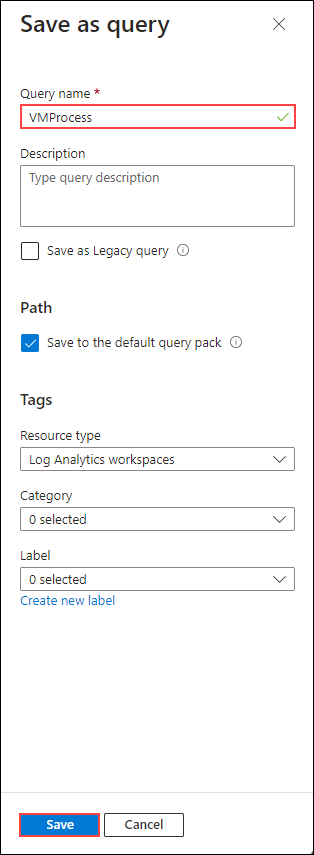 Save as query
Query name *
VMProcess
Description
Type query description
Save as Legacy query
Path
Save to the default query pack
Tags
Resource type
Log Analytics workspaces
Category
0 selected
Label
0 selected
Create new label
Save Cancel